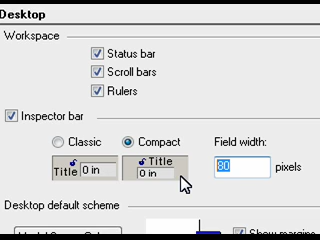 Desktop
Workspace
Status bar
Scroll bars
Rulers
Inspector bar
Classic
Compact
Field width:
Title 0 in
Title
0 in
80
pixels
Desktop default scheme
Show margins